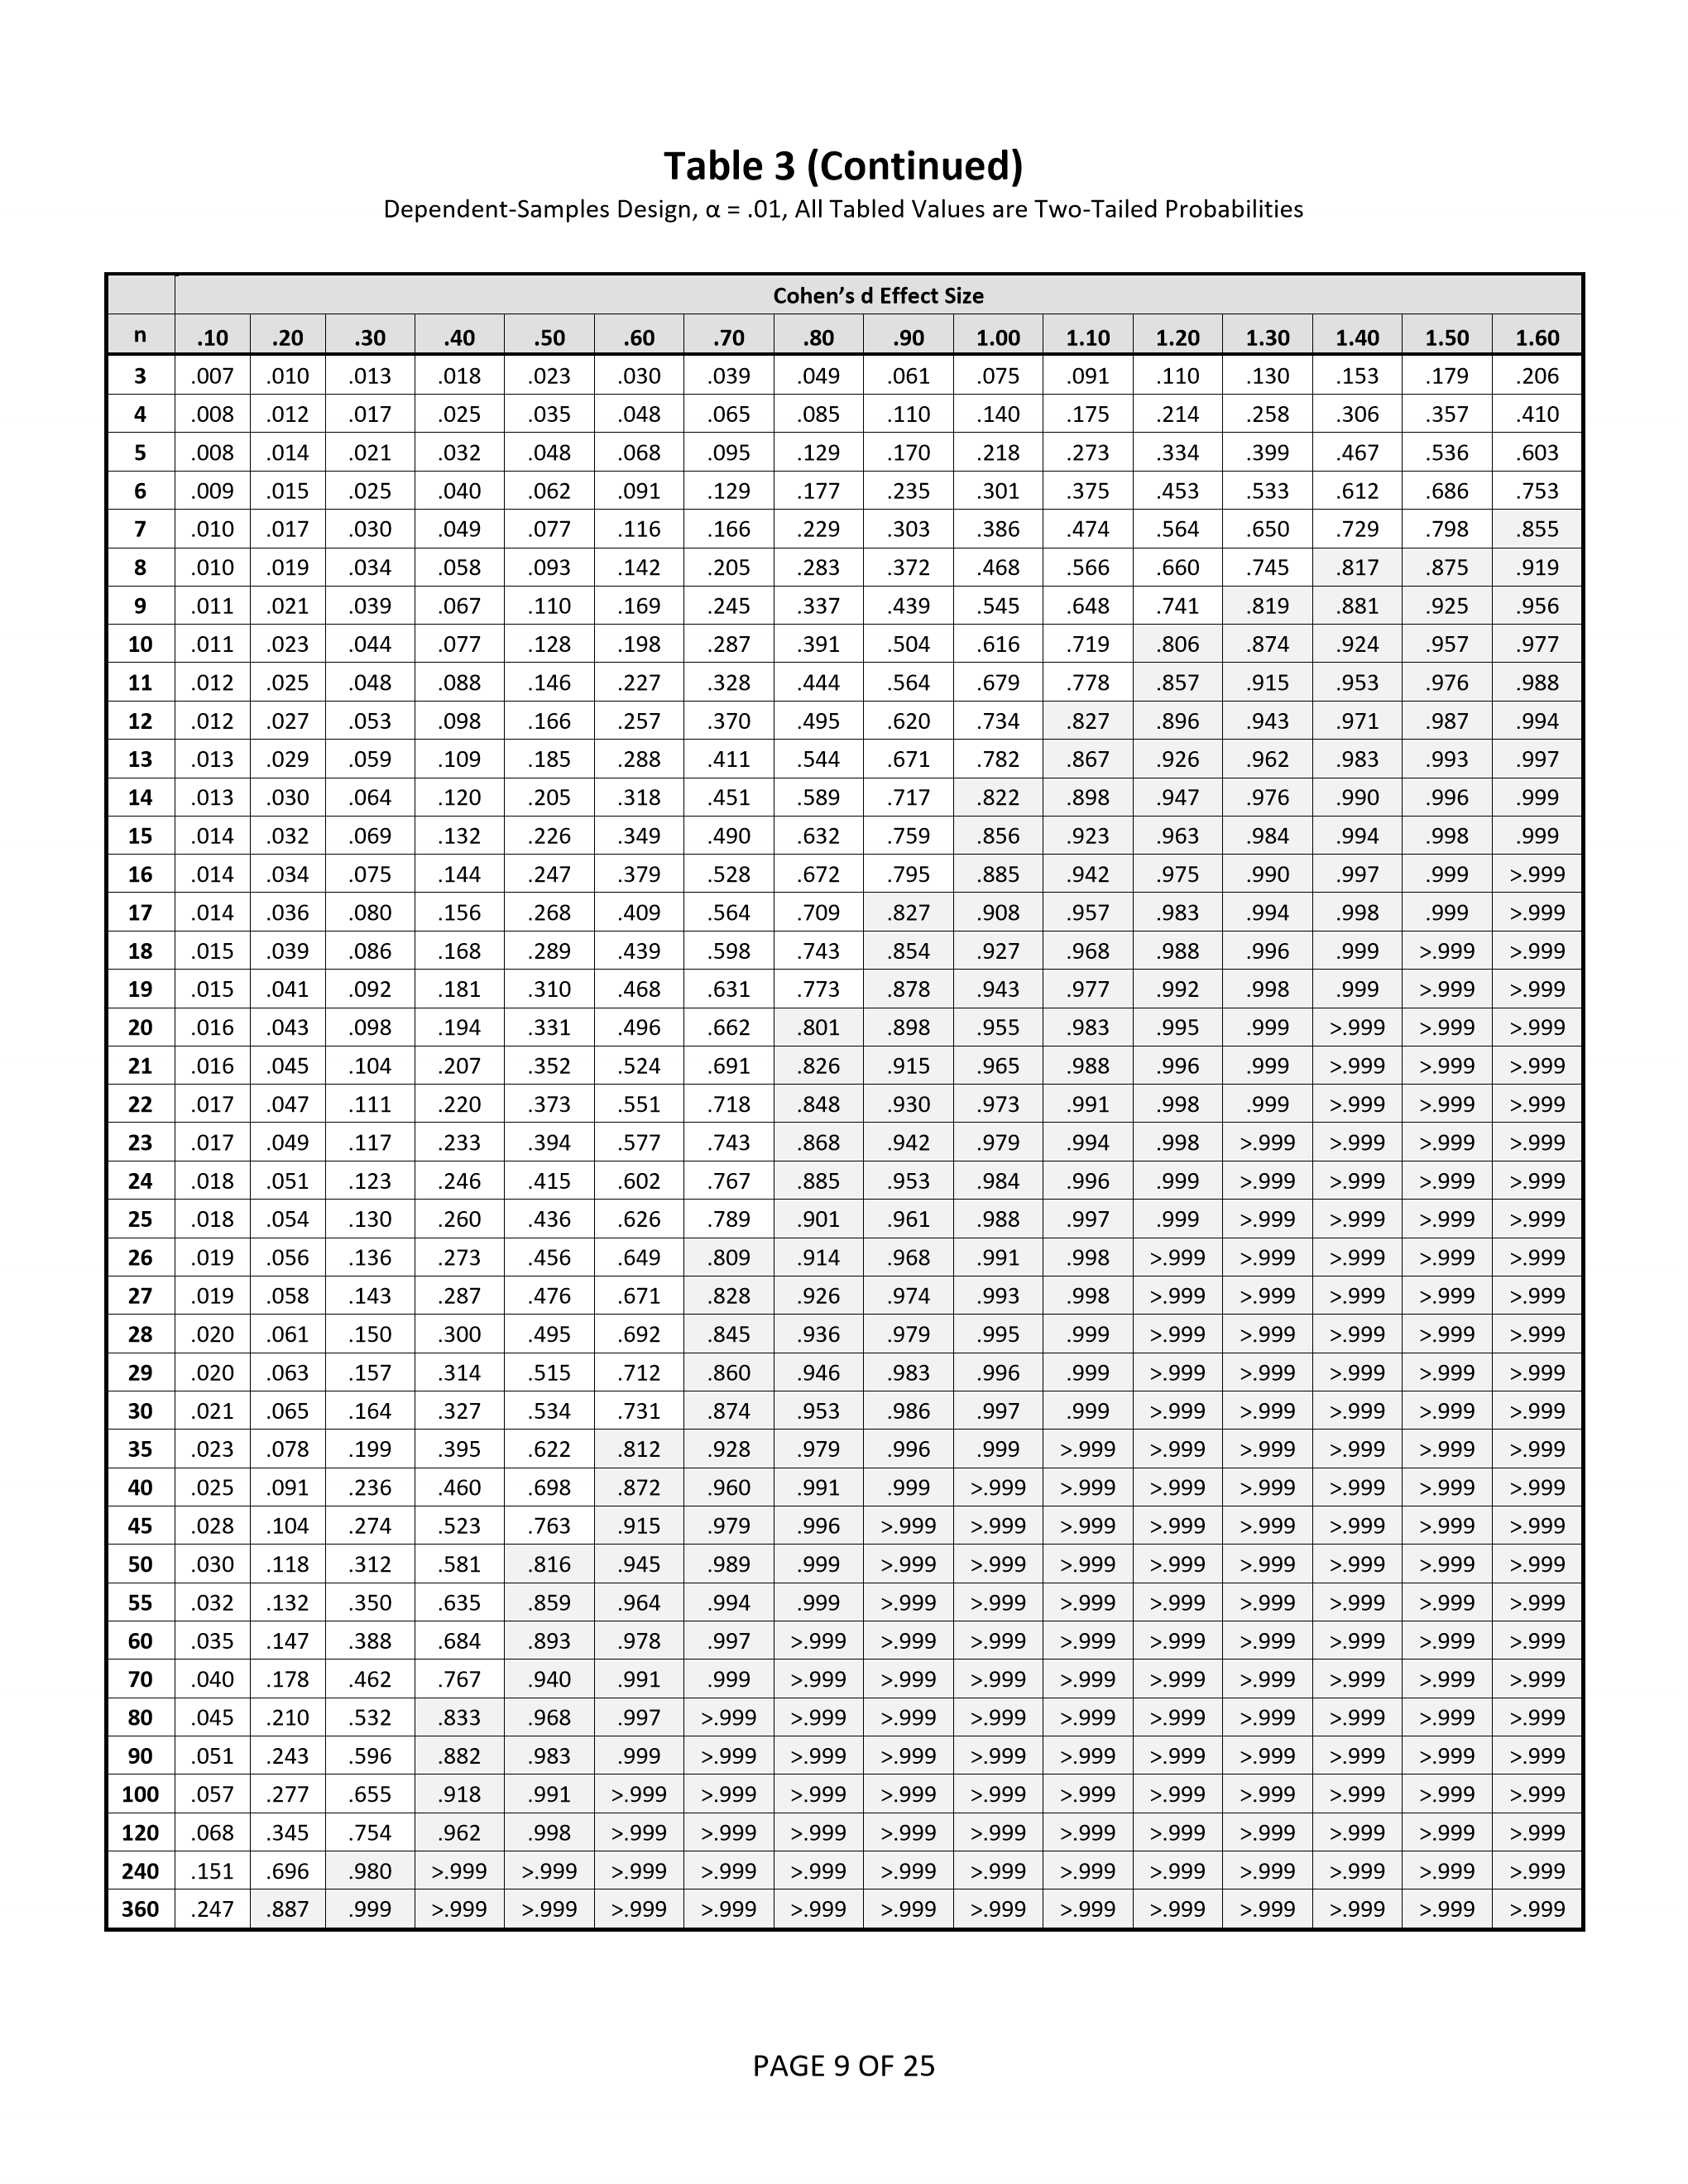 Table 3 (Continued)
Dependent-Samples Design, α = .01, All Tabled Values are Two-Tailed Probabilities
Cohen’s d Effect Size
n .10 .20 .30 .40 .50 .60 .70 .80 .90 1.00 1.10 1.20 1.30 1.40 1.50 1.60
3 .007 .010 .013 .018 .023 .030 .039 .049 .061 .075 .091 .110 .130 .153 .179 .206
4 .008 .012 .017 .025 .035 .048 .065 .085 .110 .140 .175 .214 .258 .306 .357 .410
5 .008 .014 .021 .032 .048 .068 .095 .129 .170 .218 .273 .334 .399 .467 .536 .603
6 .009 .015 .025 .040 .062 .091 .129 .177 .235 .301 .375 .453 .533 .612 .686 .753
7 .010 .017 .030 .049 .077 .116 .166 .229 .303 .386 .474 .564 .650 .729 .798 .855
8 .010 .019 .034 .058 .093 .142 .205 .283 .372 .468 .566 .660 .745 .817 .875 .919
9 .011 .021 .039 .067 .110 .169 .245 .337 .439 .545 .648 .741 .819 .881 .925 .956
10 .011 .023 .044 .077 .128 .198 .287 .391 .504 .616 .719 .806 .874 .924 .957 .977
11 .012 .025 .048 .088 .146 .227 .328 .444 .564 .679 .778 .857 .915 .953 .976 .988
12 .012 .027 .053 .098 .166 .257 .370 .495 .620 .734 .827 .896 .943 .971 .987 .994
13 .013 .029 .059 .109 .185 .288 .411 .544 .671 .782 .867 .926 .962 .983 .993 .997
14 .013 .030 .064 .120 .205 .318 .451 .589 .717 .822 .898 .947 .976 .990 .996 .999
15 .014 .032 .069 .132 .226 .349 .490 .632 .759 .856 .923 .963 .984 .994 .998 .999
16 .014 .034 .075 .144 .247 .379 .528 .672 .795 .885 .942 .975 .990 .997 .999 >.999
17 .014 .036 .080 .156 .268 .409 .564 .709 .827 .908 .957 .983 .994 .998 .999 >.999
18 .015 .039 .086 .168 .289 .439 .598 .743 .854 .927 .968 .988 .996 .999 >.999 >.999
19 .015 .041 .092 .181 .310 .468 .631 .773 .878 .943 .977 .992 .998 .999 >.999 >.999
20 .016 .043 .098 .194 .331 .496 .662 .801 .898 .955 .983 .995 .999 >.999 >.999 >.999
21 .016 .045 .104 .207 .352 .524 .691 .826 .915 .965 .988 .996 .999 >.999 >.999 >.999
22 .017 .047 .111 .220 .373 .551 .718 .848 .930 .973 .991 .998 .999 >.999 >.999 >.999
23 .017 .049 .117 .233 .394 .577 .743 .868 .942 .979 .994 .998 >.999 >.999 >.999 >.999
24 .018 .051 .123 .246 .415 .602 .767 .885 .953 .984 .996 .999 >.999 >.999 >.999 >.999
25 .018 .054 .130 .260 .436 .626 .789 .901 .961 .988 .997 .999 >.999 >.999 >.999 >.999
26 .019 .056 .136 .273 .456 .649 .809 .914 .968 .991 .998 >.999 >.999 >.999 >.999 >.999
27 .019 .058 .143 .287 .476 .671 .828 .926 .974 .993 .998 >.999 >.999 >.999 >.999 >.999
28 .020 .061 .150 .300 .495 .692 .845 .936 .979 .995 .999 >.999 >.999 >.999 >.999 >.999
29 .020 .063 .157 .314 .515 .712 .860 .946 .983 .996 .999 >.999 >.999 >.999 >.999 >.999
30 .021 .065 .164 .327 .534 .731 .874 .953 .986 .997 .999 >.999 >.999 >.999 >.999 >.999
35 .023 .078 .199 .395 .622 .812 .928 .979 .996 .999 >.999 >.999 >.999 >.999 >.999 >.999
40 .025 .091 .236 .460 .698 .872 .960 .991 .999 >.999 >.999 >.999 >.999 >.999 >.999 >.999
45 .028 .104 .274 .523 .763 .915 .979 .996 >.999 >.999 >.999 >.999 >.999 >.999 >.999 >.999
50 .030 .118 .312 .581 .816 .945 .989 .999 >.999 >.999 >.999 >.999 >.999 >.999 >.999 >.999
55 .032 .132 .350 .635 .859 .964 .994 .999 >.999 >.999 >.999 >.999 >.999 >.999 >.999 >.999
60 .035 .147 .388 .684 .893 .978 .997 >.999 >.999 >.999 >.999 >.999 >.999 >.999 >.999 >.999
70 .040 .178 .462 .767 .940 .991 .999 >.999 >.999 >.999 >.999 >.999 >.999 >.999 >.999 >.999
80 .045 .210 .532 .833 .968 .997 >.999 >.999 >.999 >.999 >.999 >.999 >.999 >.999 >.999 >.999
90 .051 .243 .596 .882 .983 .999 >.999 >.999 >.999 >.999 >.999 >.999 >.999 >.999 >.999 >.999
100 .057 .277 .655 .918 .991 >.999 >.999 >.999 >.999 >.999 >.999 >.999 >.999 >.999 >.999 >.999
120 .068 .345 .754 .962 .998 >.999 >.999 >.999 >.999 >.999 >.999 >.999 >.999 >.999 >.999 >.999
240 .151 .696 .980 >.999 >.999 >.999 >.999 >.999 >.999 >.999 >.999 >.999 >.999 >.999 >.999 >.999
360 .247 .887 .999 >.999 >.999 >.999 >.999 >.999 >.999 >.999 >.999 >.999 >.999 >.999 >.999 >.999
PAGE 9 OF 25